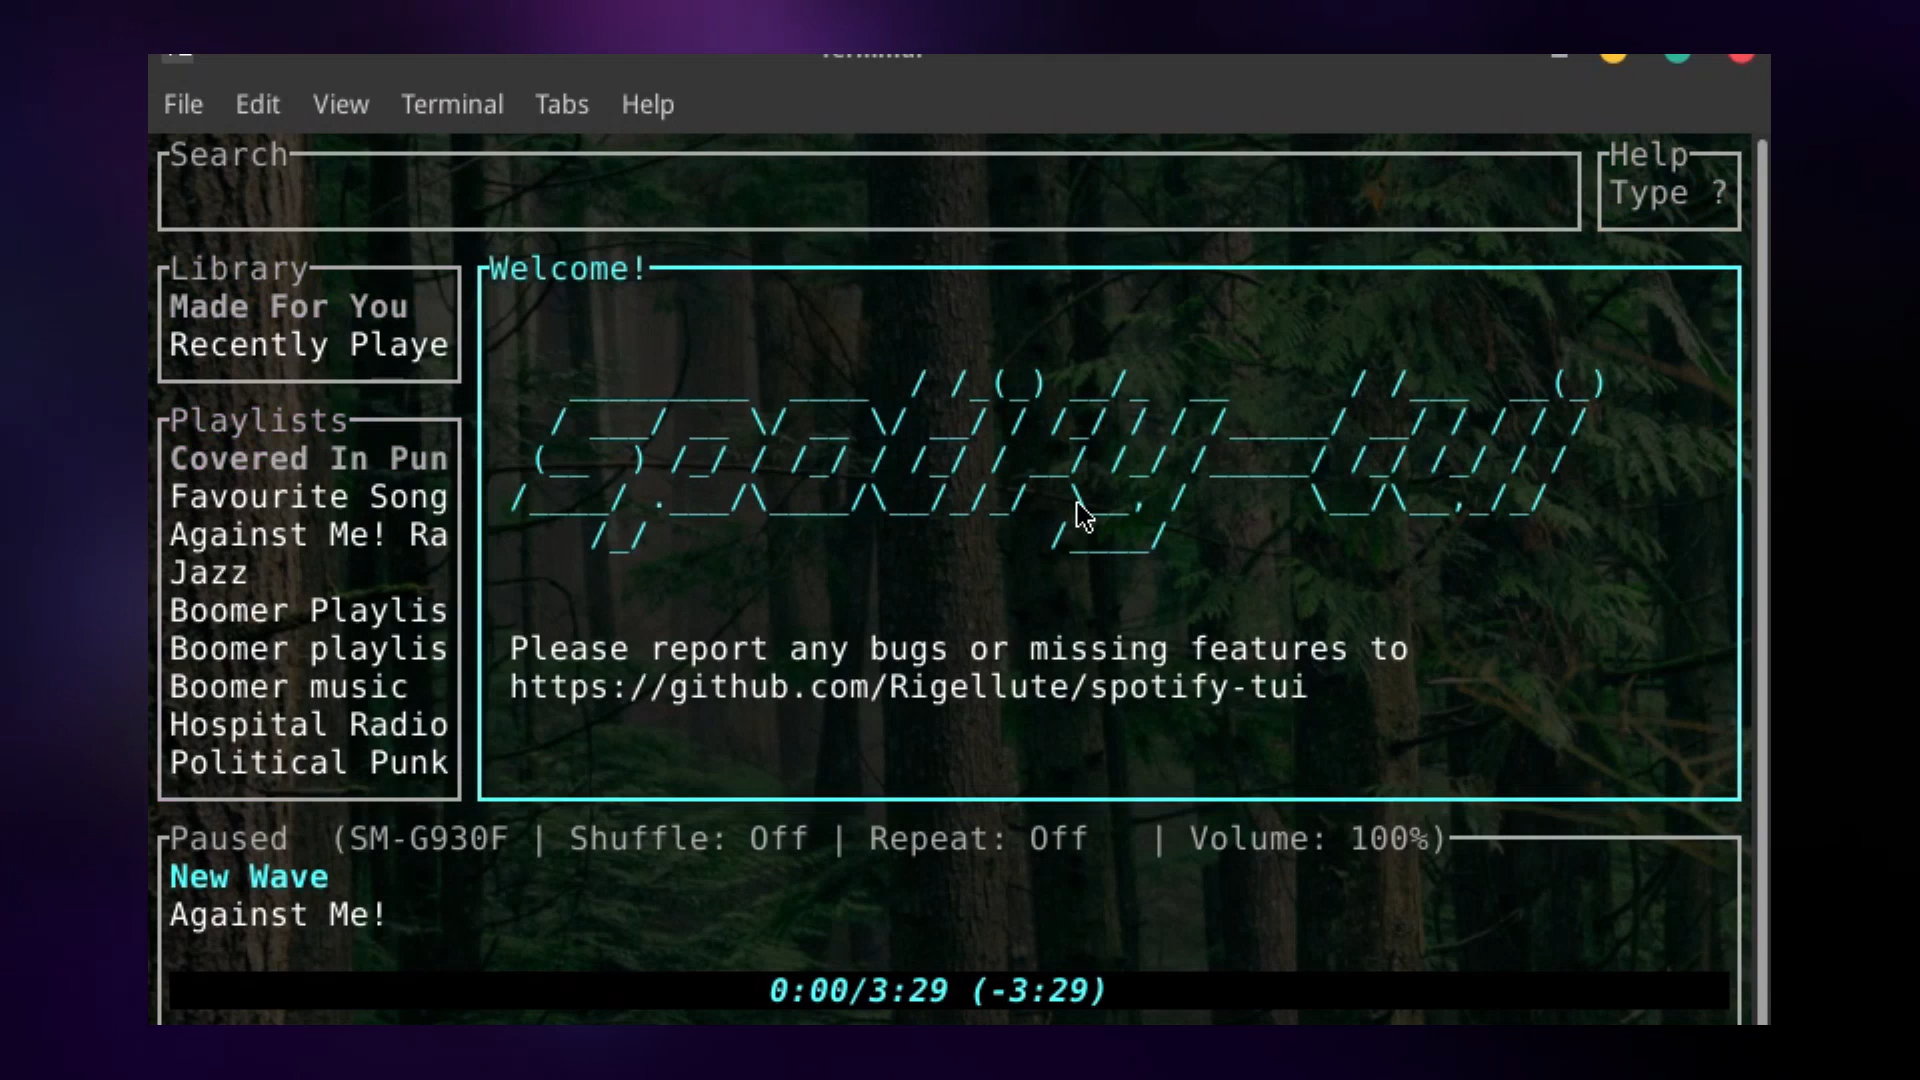 Terminal
File Edit View Terminal Tabs Help
Search
Help
Type ?
Library
Made For You
Recently Playe
Welcome!
spotify-tui
Playlists
Covered In Pun
Favourite Song
Against Me! Ra
Jazz
Boomer Playlis
Boomer playlis
Boomer music
Hospital Radio
Political Punk
Please report any bugs or missing features to
https://github.com/Rigellute/spotify-tui
Paused (SM-G930F | Shuffle: Off | Repeat: Off | Volume: 100%)
New Wave
Against Me!
0:00/3:29 (-3:29)